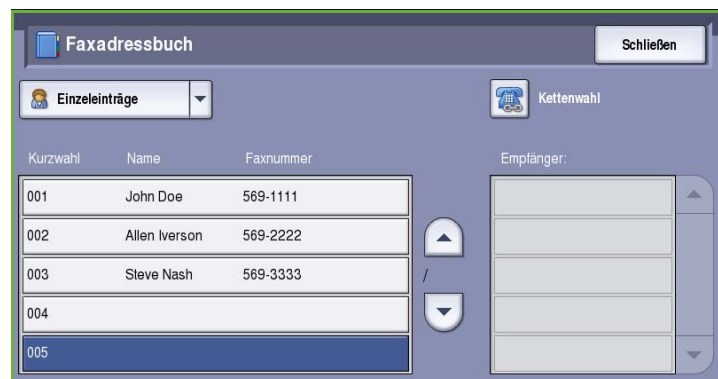 Faxadressbuch
Schließen
Einzeleinträge
Kettenwahl
Kurzwahl Name Faxnummer
Empfänger:
001 John Doe 569-1111
002 Allen Iverson 569-2222
003 Steve Nash 569-3333
/
004
005